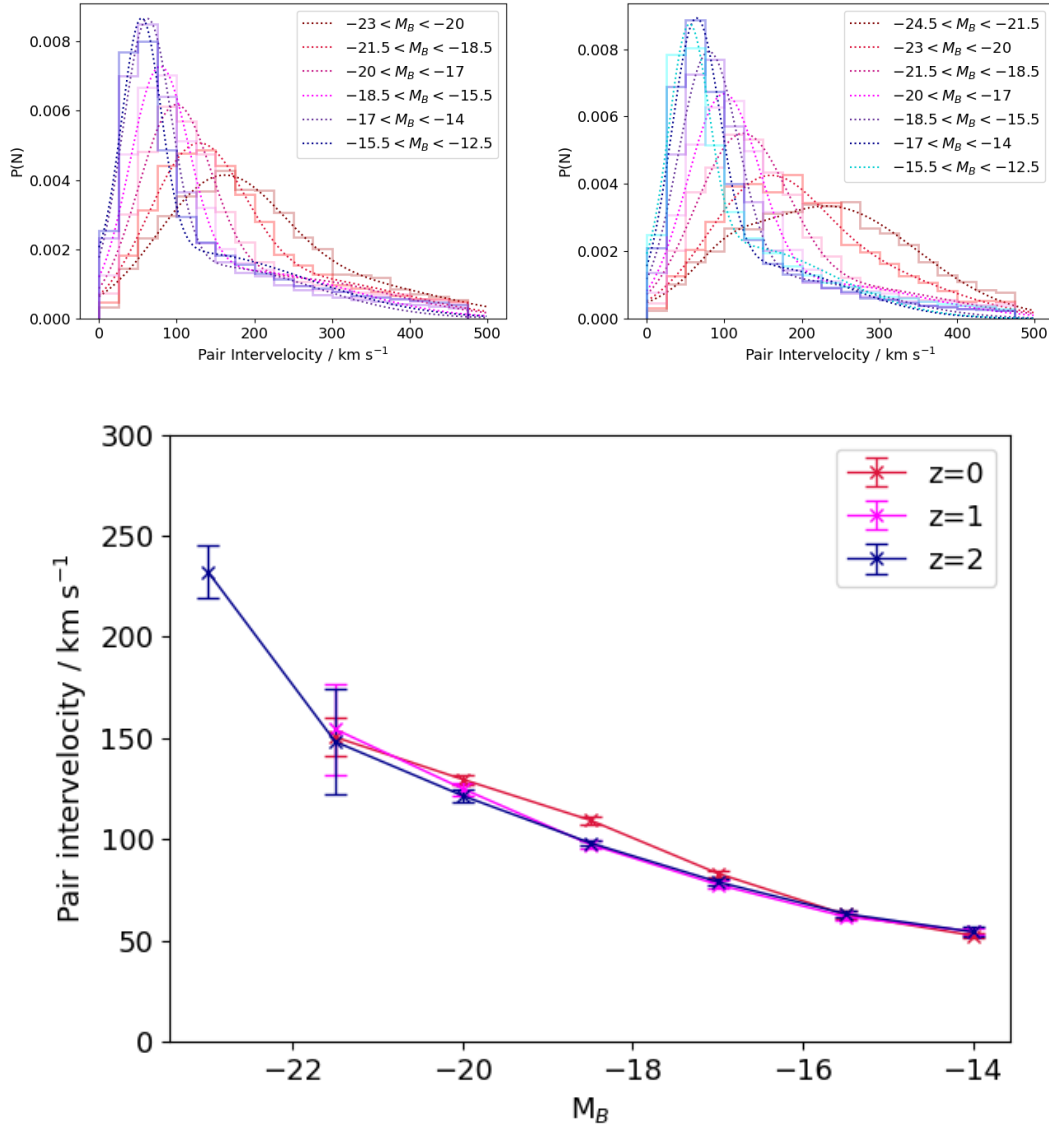 P(N)
0.008
0.006
0.004
0.002
0.000
0 100 200 300 400 500
Pair Intervelocity / km s⁻¹
−23 < M_B < −20
−21.5 < M_B < −18.5
−20 < M_B < −17
−18.5 < M_B < −15.5
−17 < M_B < −14
−15.5 < M_B < −12.5
P(N)
0.008
0.006
0.004
0.002
0.000
0 100 200 300 400 500
Pair Intervelocity / km s⁻¹
−24.5 < M_B < −21.5
−23 < M_B < −20
−21.5 < M_B < −18.5
−20 < M_B < −17
−18.5 < M_B < −15.5
−17 < M_B < −14
−15.5 < M_B < −12.5
Pair intervelocity / km s⁻¹
300
250
200
150
100
50
0
z=0
z=1
z=2
−22 −20 −18 −16 −14
M_B